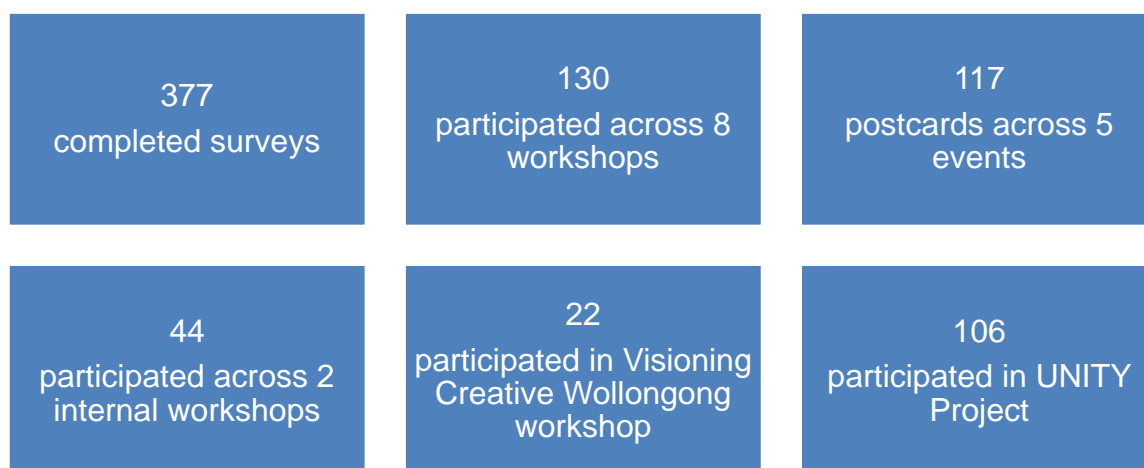 377
completed surveys
130
participated across 8
workshops
117
postcards across 5
events
44
participated across 2
internal workshops
22
participated in Visioning
Creative Wollongong
workshop
106
participated in UNITY
Project